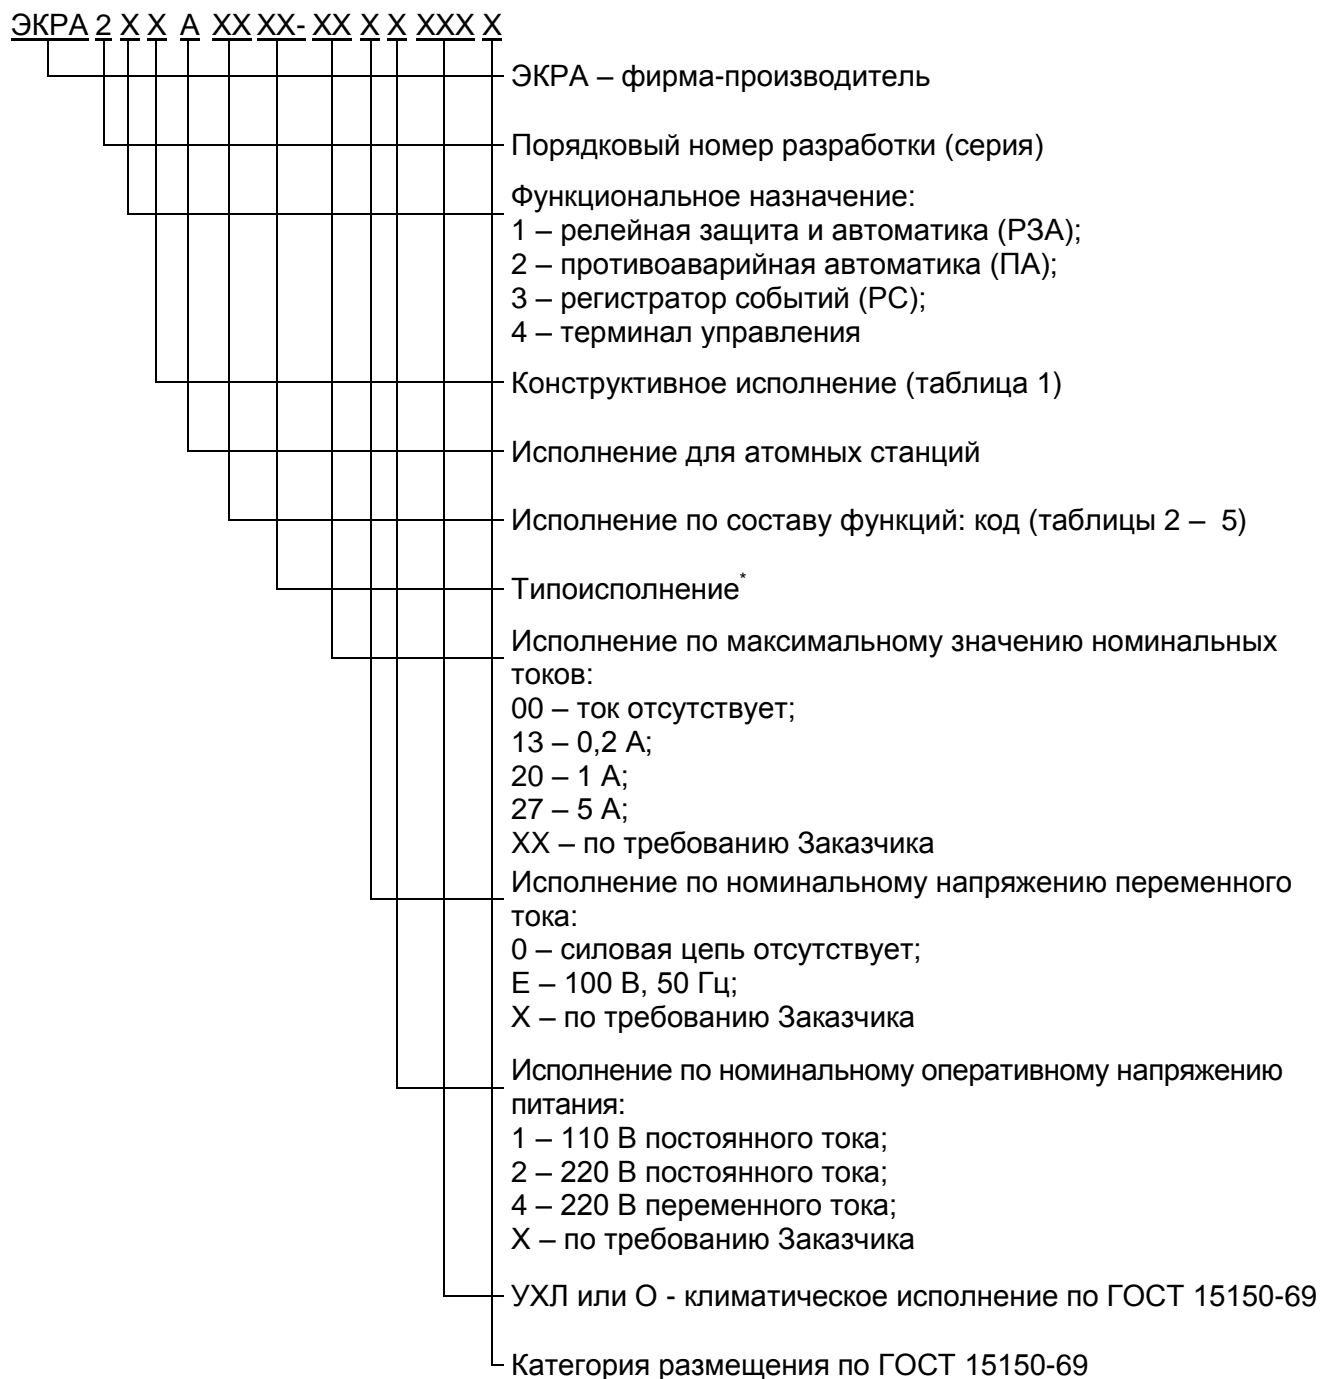 ЭКРА 2 Х Х А ХХ ХХ- ХХ Х Х ХХХ Х
ЭКРА – фирма-производитель
Порядковый номер разработки (серия)
Функциональное назначение:
1 – релейная защита и автоматика (РЗА);
2 – противоаварийная автоматика (ПА);
3 – регистратор событий (РС);
4 – терминал управления
Конструктивное исполнение (таблица 1)
Исполнение для атомных станций
Исполнение по составу функций: код (таблицы 2 – 5)
Типоисполнение*
Исполнение по максимальному значению номинальных
токов:
00 – ток отсутствует;
13 – 0,2 А;
20 – 1 А;
27 – 5 А;
ХХ – по требованию Заказчика
Исполнение по номинальному напряжению переменного
тока:
0 – силовая цепь отсутствует;
Е – 100 В, 50 Гц;
Х – по требованию Заказчика
Исполнение по номинальному оперативному напряжению
питания:
1 – 110 В постоянного тока;
2 – 220 В постоянного тока;
4 – 220 В переменного тока;
Х – по требованию Заказчика
УХЛ или О - климатическое исполнение по ГОСТ 15150-69
Категория размещения по ГОСТ 15150-69